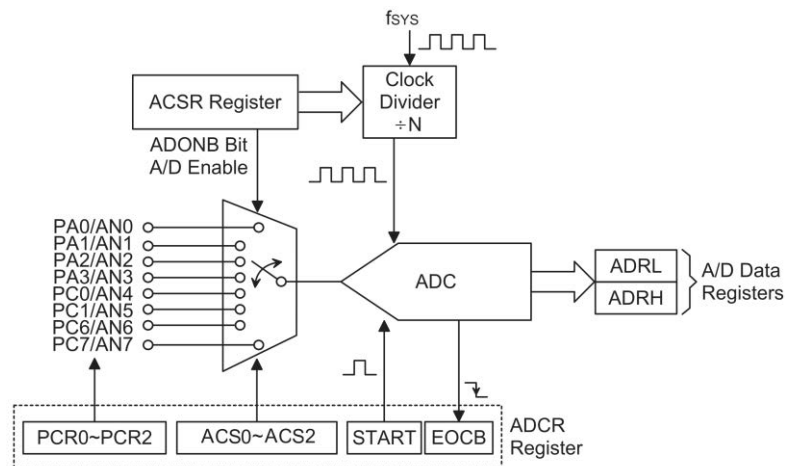 fSYS
ACSR Register
Clock
Divider
÷N
ADONB Bit
A/D Enable
PA0/AN0
PA1/AN1
PA2/AN2
PA3/AN3
PC0/AN4
PC1/AN5
PC6/AN6
PC7/AN7
ADC
ADRL
ADRH
A/D Data
Registers
PCR0~PCR2
ACS0~ACS2
START
EOCB
ADCR
Register